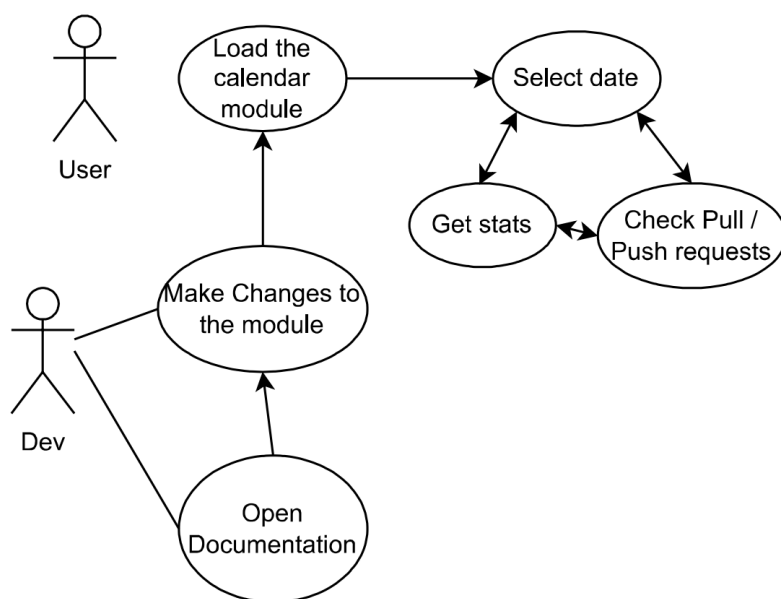 Load the
calendar
module
Select date
User
Get stats
Check Pull /
Push requests
Make Changes to
the module
Dev
Open
Documentation